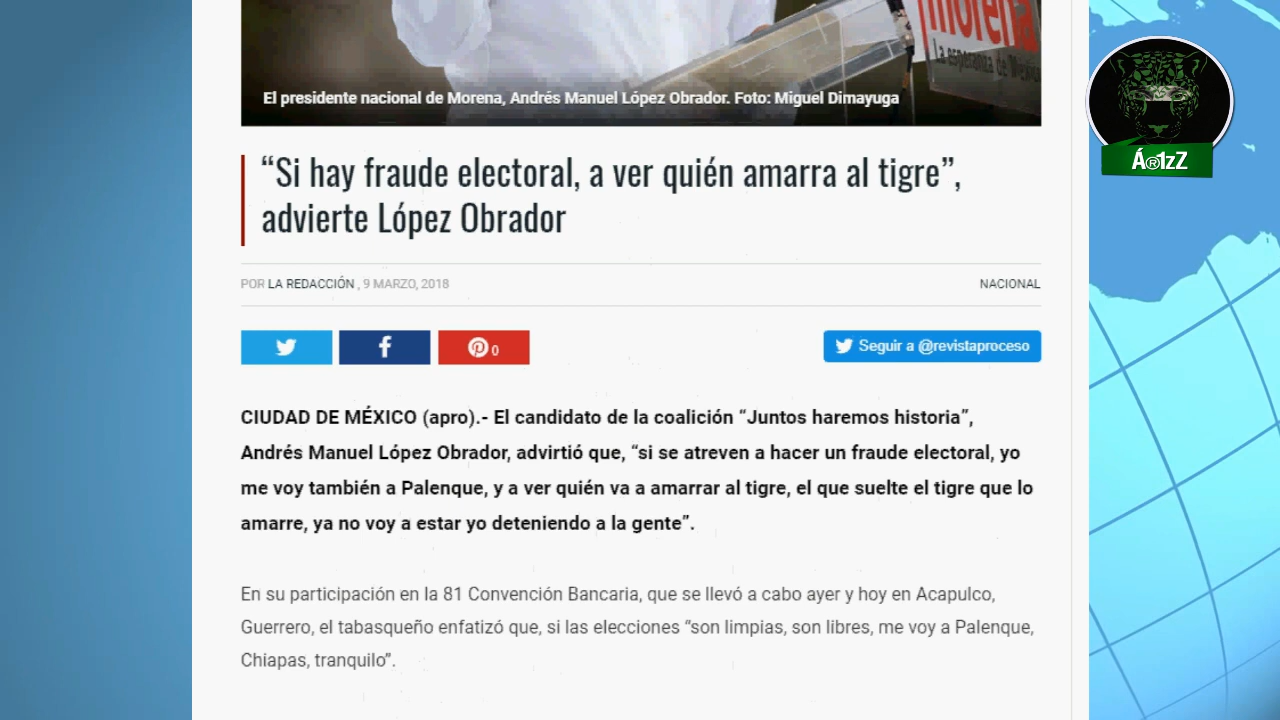 morena
La esperanza de México
El presidente nacional de Morena, Andrés Manuel López Obrador. Foto: Miguel Dimayuga
Á®1zZ
“Si hay fraude electoral, a ver quién amarra al tigre”,
advierte López Obrador
POR LA REDACCIÓN , 9 MARZO, 2018
NACIONAL
0
Seguir a @revistaproceso
CIUDAD DE MÉXICO (apro).- El candidato de la coalición “Juntos haremos historia”,
Andrés Manuel López Obrador, advirtió que, “si se atreven a hacer un fraude electoral, yo
me voy también a Palenque, y a ver quién va a amarrar al tigre, el que suelte el tigre que lo
amarre, ya no voy a estar yo deteniendo a la gente”.
En su participación en la 81 Convención Bancaria, que se llevó a cabo ayer y hoy en Acapulco,
Guerrero, el tabasqueño enfatizó que, si las elecciones “son limpias, son libres, me voy a Palenque,
Chiapas, tranquilo”.